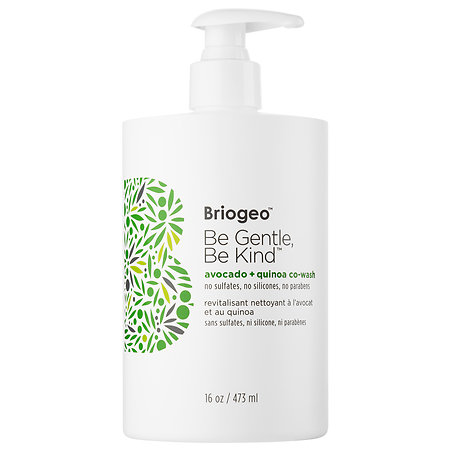 Briogeo™
Be Gentle,
Be Kind™
avocado + quinoa co-wash
no sulfates, no silicones, no parabens
revitalisant nettoyant à l'avocat
et au quinoa
sans sulfates, ni silicone, ni parabènes
16 oz / 473 ml